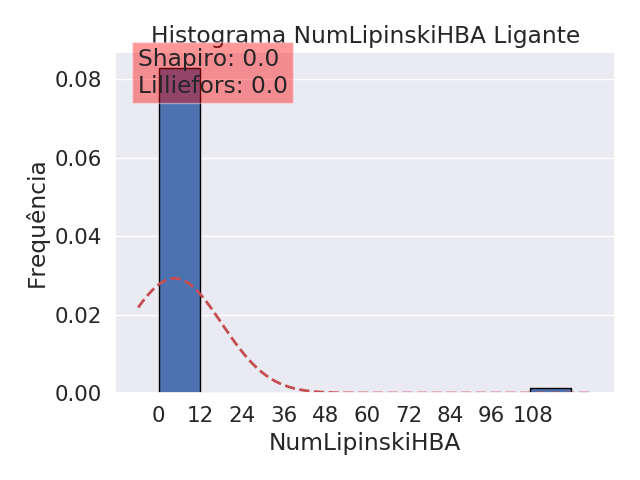 Histograma NumLipinskiHBA Ligante
Shapiro: 0.0
Lilliefors: 0.0
0.08
0.06
0.04
0.02
0.00
Frequência
0 12 24 36 48 60 72 84 96 108
NumLipinskiHBA